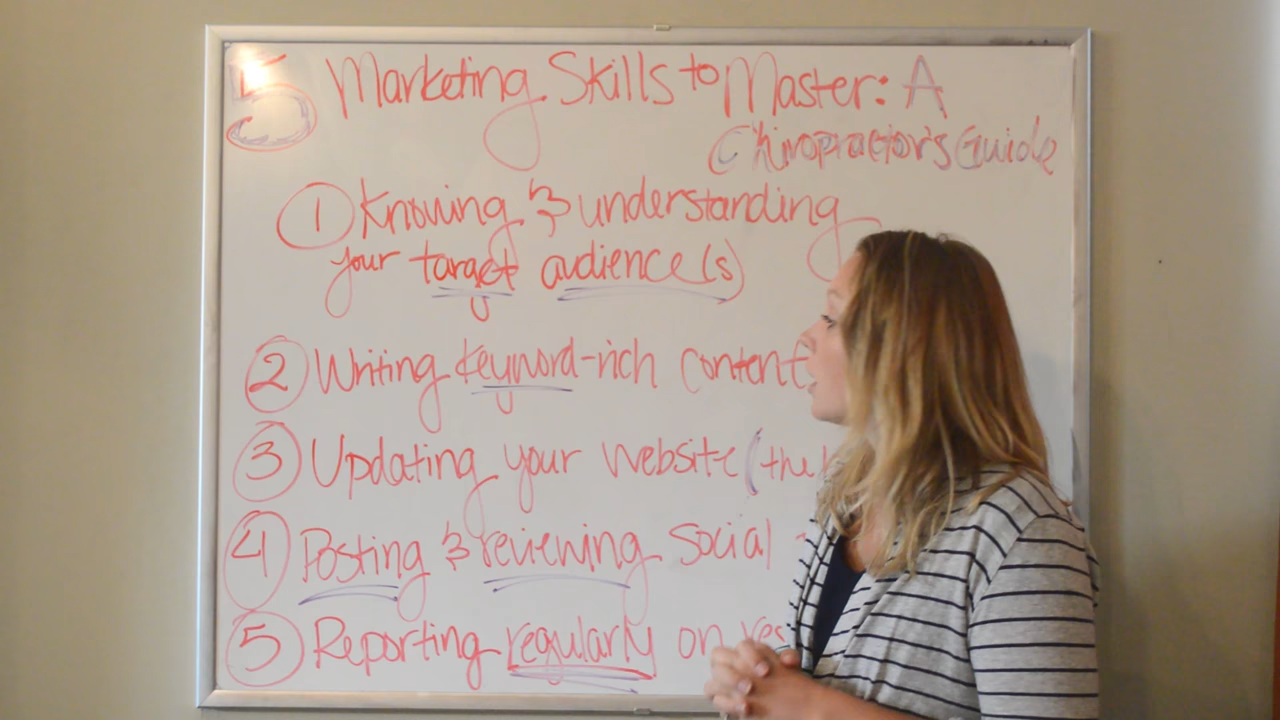 5 Marketing Skills to Master: A
Chiropractor's Guide
1 Knowing & understanding
your target audience(s)
2 Writing keyword-rich content
3 Updating your website (the
4 Posting & reviewing social
5 Reporting regularly on